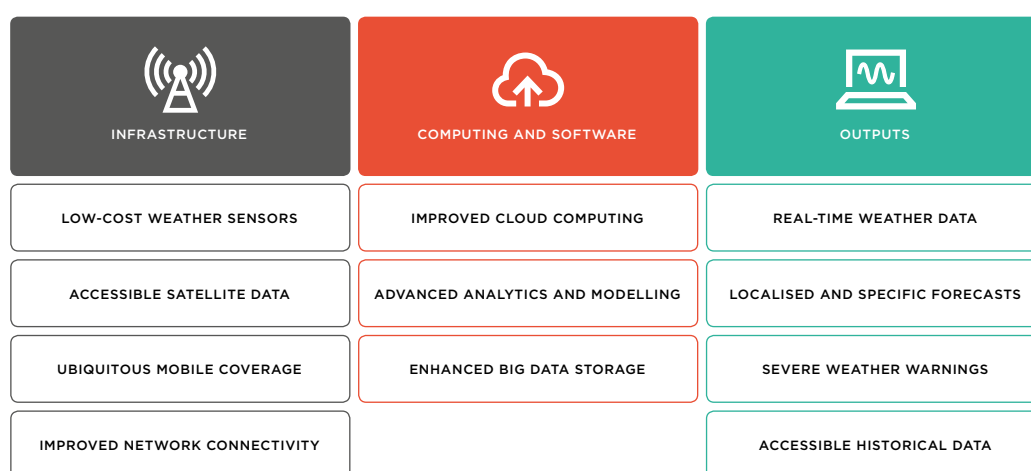 INFRASTRUCTURE
LOW-COST WEATHER SENSORS
ACCESSIBLE SATELLITE DATA
UBIQUITOUS MOBILE COVERAGE
IMPROVED NETWORK CONNECTIVITY
COMPUTING AND SOFTWARE
IMPROVED CLOUD COMPUTING
ADVANCED ANALYTICS AND MODELLING
ENHANCED BIG DATA STORAGE
OUTPUTS
REAL-TIME WEATHER DATA
LOCALISED AND SPECIFIC FORECASTS
SEVERE WEATHER WARNINGS
ACCESSIBLE HISTORICAL DATA